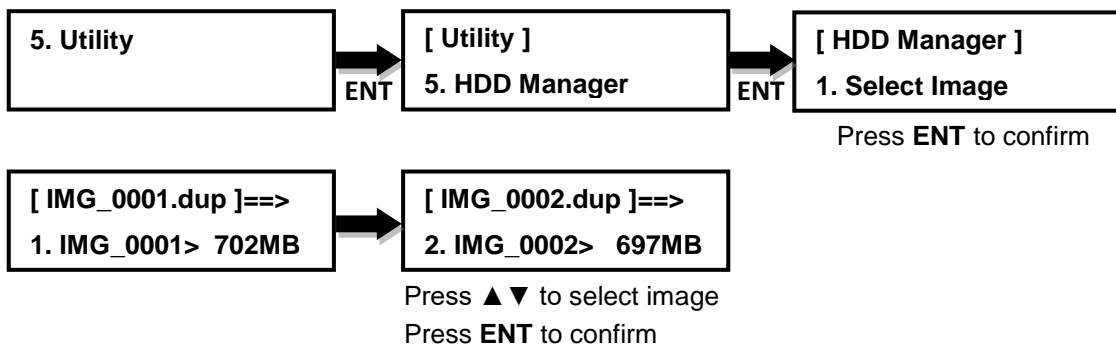 5. Utility
ENT
[ Utility ]
5. HDD Manager
ENT
[ HDD Manager ]
1. Select Image
Press ENT to confirm
[ IMG_0001.dup ]==>
1. IMG_0001> 702MB
[ IMG_0002.dup ]==>
2. IMG_0002> 697MB
Press ▲▼ to select image
Press ENT to confirm